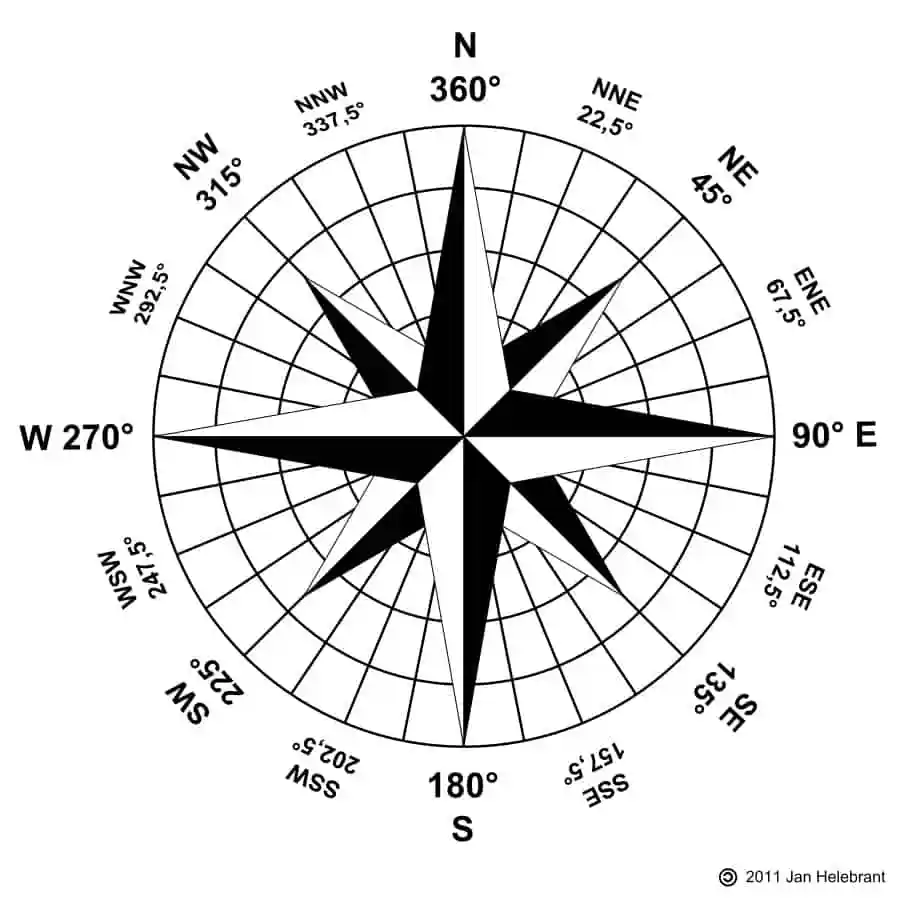 N
360°
NNE
22,5°
NE
45°
ENE
67,5°
90° E
ESE
112,5°
SE
135°
SSE
157,5°
180°
S
SSW
202,5°
SW
225°
WSW
247,5°
W 270°
WNW
292,5°
NW
315°
NNW
337,5°
© 2011 Jan Helebrant